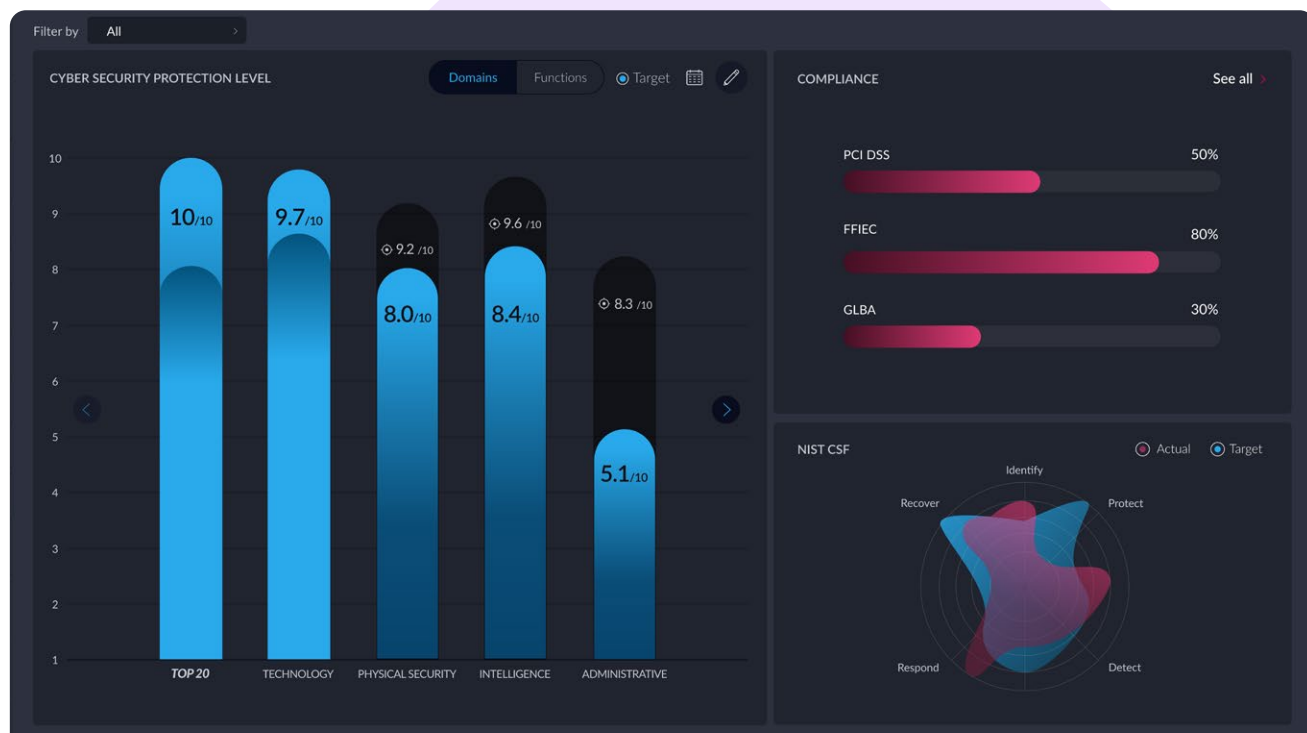 Filter by All
CYBER SECURITY PROTECTION LEVEL
Domains Functions Target
10
9
8
7
6
5
4
3
2
1
10/10
9.7/10
9.2 /10
8.0/10
9.6 /10
8.4/10
8.3 /10
5.1/10
TOP 20 TECHNOLOGY PHYSICAL SECURITY INTELLIGENCE ADMINISTRATIVE
COMPLIANCE See all
PCI DSS 50%
FFIEC 80%
GLBA 30%
NIST CSF Actual Target
Identify
Recover Protect
Respond Detect